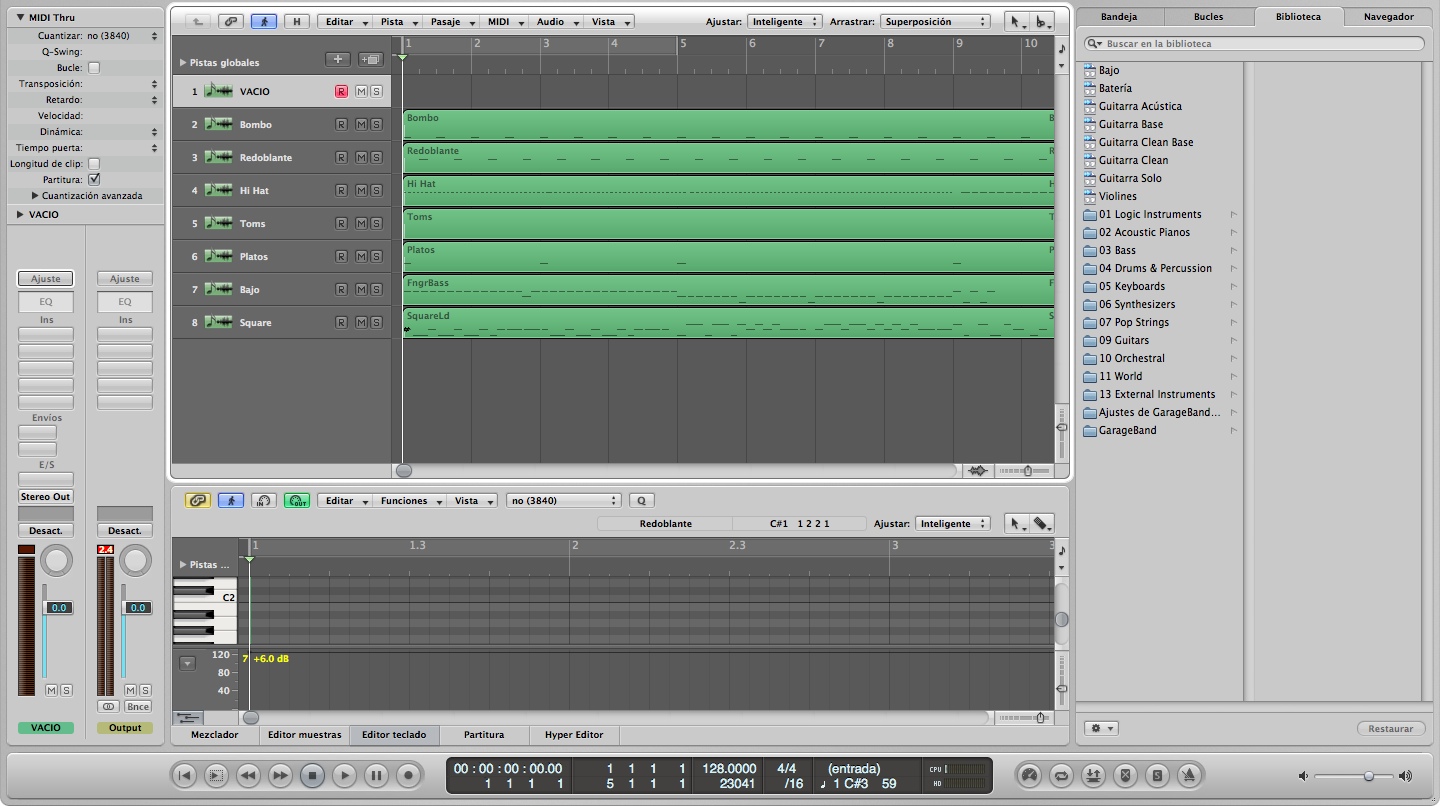 MIDI Thru
Cuantizar: no (3840)
Q-Swing:
Bucle:
Transposición:
Retardo:
Velocidad:
Dinámica:
Tiempo puerta:
Longitud de clip:
Partitura:
Cuantización avanzada
VACIO
Ajuste Ajuste
EQ EQ
Ins Ins
Envíos
E/S
Stereo Out
Desact. Desact.
2.4
0.0 0.0
M S M S
Bnce
VACIO Output
H Editar Pista Pasaje MIDI Audio Vista Ajustar: Inteligente Arrastrar: Superposición
Pistas globales
1 2 3 4 5 6 7 8 9 10
1 VACIO R M S
2 Bombo R M S Bombo B
3 Redoblante R M S Redoblante R
4 Hi Hat R M S Hi Hat H
5 Toms R M S Toms T
6 Platos R M S Platos P
7 Bajo R M S FngrBass F
8 Square R M S SquareLd S
IN OUT Editar Funciones Vista no (3840) Q
Redoblante C#1 1 2 2 1 Ajustar: Inteligente
1 1.3 2 2.3 3 3
Pistas ...
C2
120 7 +6.0 dB
80
40
Mezclador Editor muestras Editor teclado Partitura Hyper Editor
Bandeja Bucles Biblioteca Navegador
Buscar en la biblioteca
Bajo
Batería
Guitarra Acústica
Guitarra Base
Guitarra Clean Base
Guitarra Clean
Guitarra Solo
Violines
01 Logic Instruments
02 Acoustic Pianos
03 Bass
04 Drums & Percussion
05 Keyboards
06 Synthesizers
07 Pop Strings
09 Guitars
10 Orchestral
11 World
13 External Instruments
Ajustes de GarageBand...
GarageBand
Restaurar
00 : 00 : 00 : 00.00 1 1 1 1 128.0000 4/4 (entrada) CPU
1 1 1 1 5 1 1 1 23041 /16 ♩ 1 C#3 59 HD
S